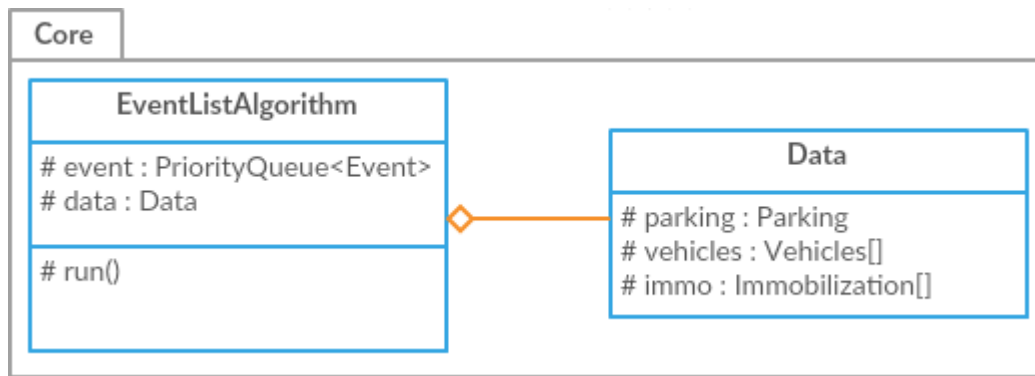 Core
EventListAlgorithm
# event : PriorityQueue<Event>
# data : Data
# run()
Data
# parking : Parking
# vehicles : Vehicles[]
# immo : Immobilization[]